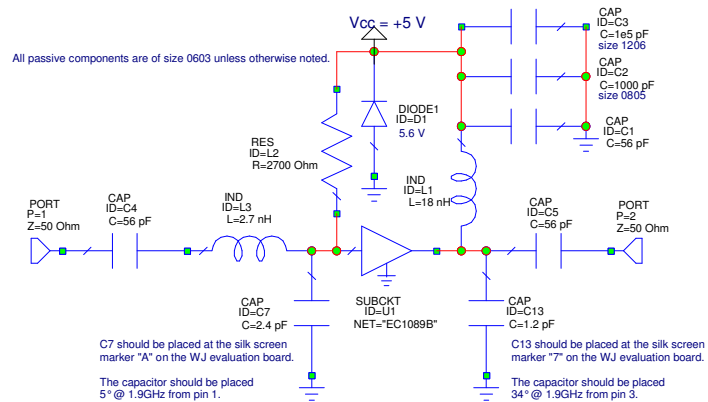 Vcc = +5 V
All passive components are of size 0603 unless otherwise noted.
CAP
ID=C3
C=1e5 pF
size 1206
CAP
ID=C2
C=1000 pF
size 0805
CAP
ID=C1
C=56 pF
DIODE1
ID=D1
5.6 V
RES
ID=L2
R=2700 Ohm
IND
ID=L1
L=18 nH
PORT
P=1
Z=50 Ohm
CAP
ID=C4
C=56 pF
IND
ID=L3
L=2.7 nH
CAP
ID=C5
C=56 pF
PORT
P=2
Z=50 Ohm
CAP
ID=C7
C=2.4 pF
SUBCKT
ID=U1
NET="EC1089B"
CAP
ID=C13
C=1.2 pF
C7 should be placed at the silk screen
marker "A" on the WJ evaluation board.
The capacitor should be placed
5° @ 1.9GHz from pin 1.
C13 should be placed at the silk screen
marker "7" on the WJ evaluation board.
The capacitor should be placed
34° @ 1.9GHz from pin 3.